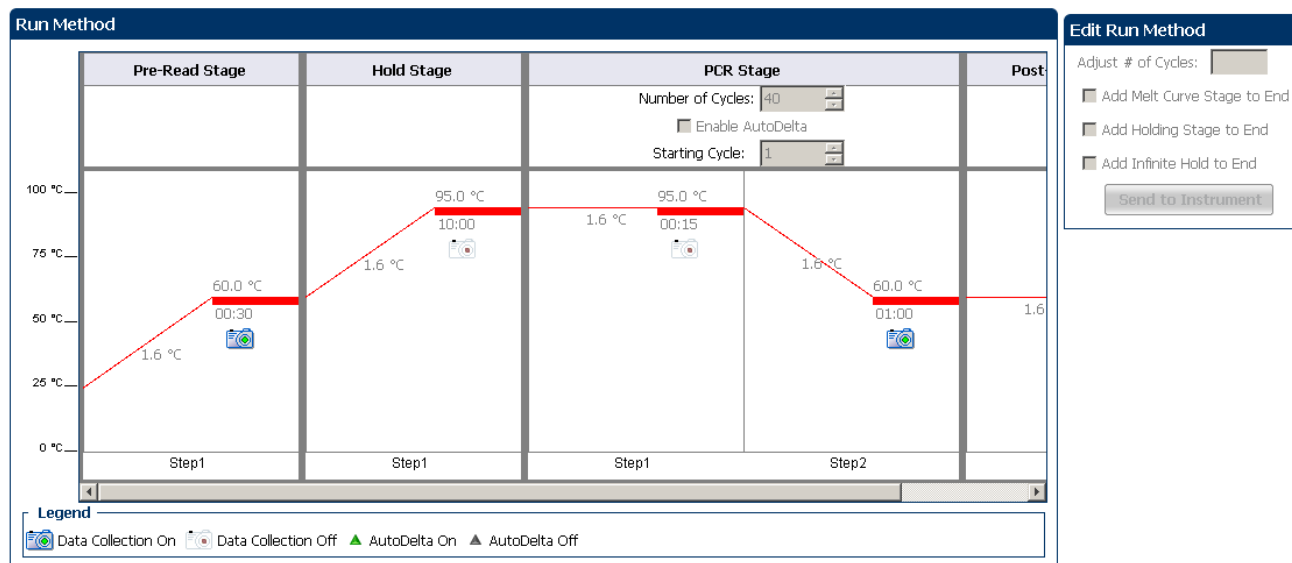 Run Method
Pre-Read Stage
Hold Stage
PCR Stage
Post-
Number of Cycles: 40
Enable AutoDelta
Starting Cycle: 1
100 °C
75 °C
50 °C
25 °C
0 °C
1.6 °C
60.0 °C
00:30
1.6 °C
95.0 °C
10:00
1.6 °C
95.0 °C
00:15
1.6 °C
60.0 °C
01:00
1.6
Step1
Step1
Step1
Step2
Legend
Data Collection On Data Collection Off AutoDelta On AutoDelta Off
Edit Run Method
Adjust # of Cycles:
Add Melt Curve Stage to End
Add Holding Stage to End
Add Infinite Hold to End
Send to Instrument